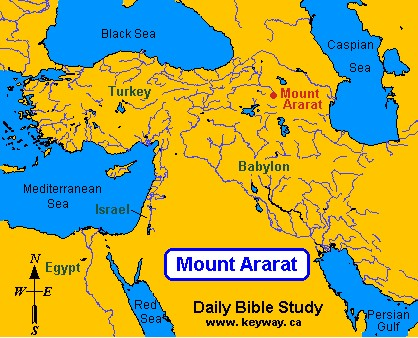 Black Sea
Caspian
Sea
Turkey
Mount
Ararat
Babylon
Mediterranean
Sea
Israel
Egypt
Mount Ararat
N
W
E
S
Red
Sea
Daily Bible Study
www.keyway.ca
Persian
Gulf